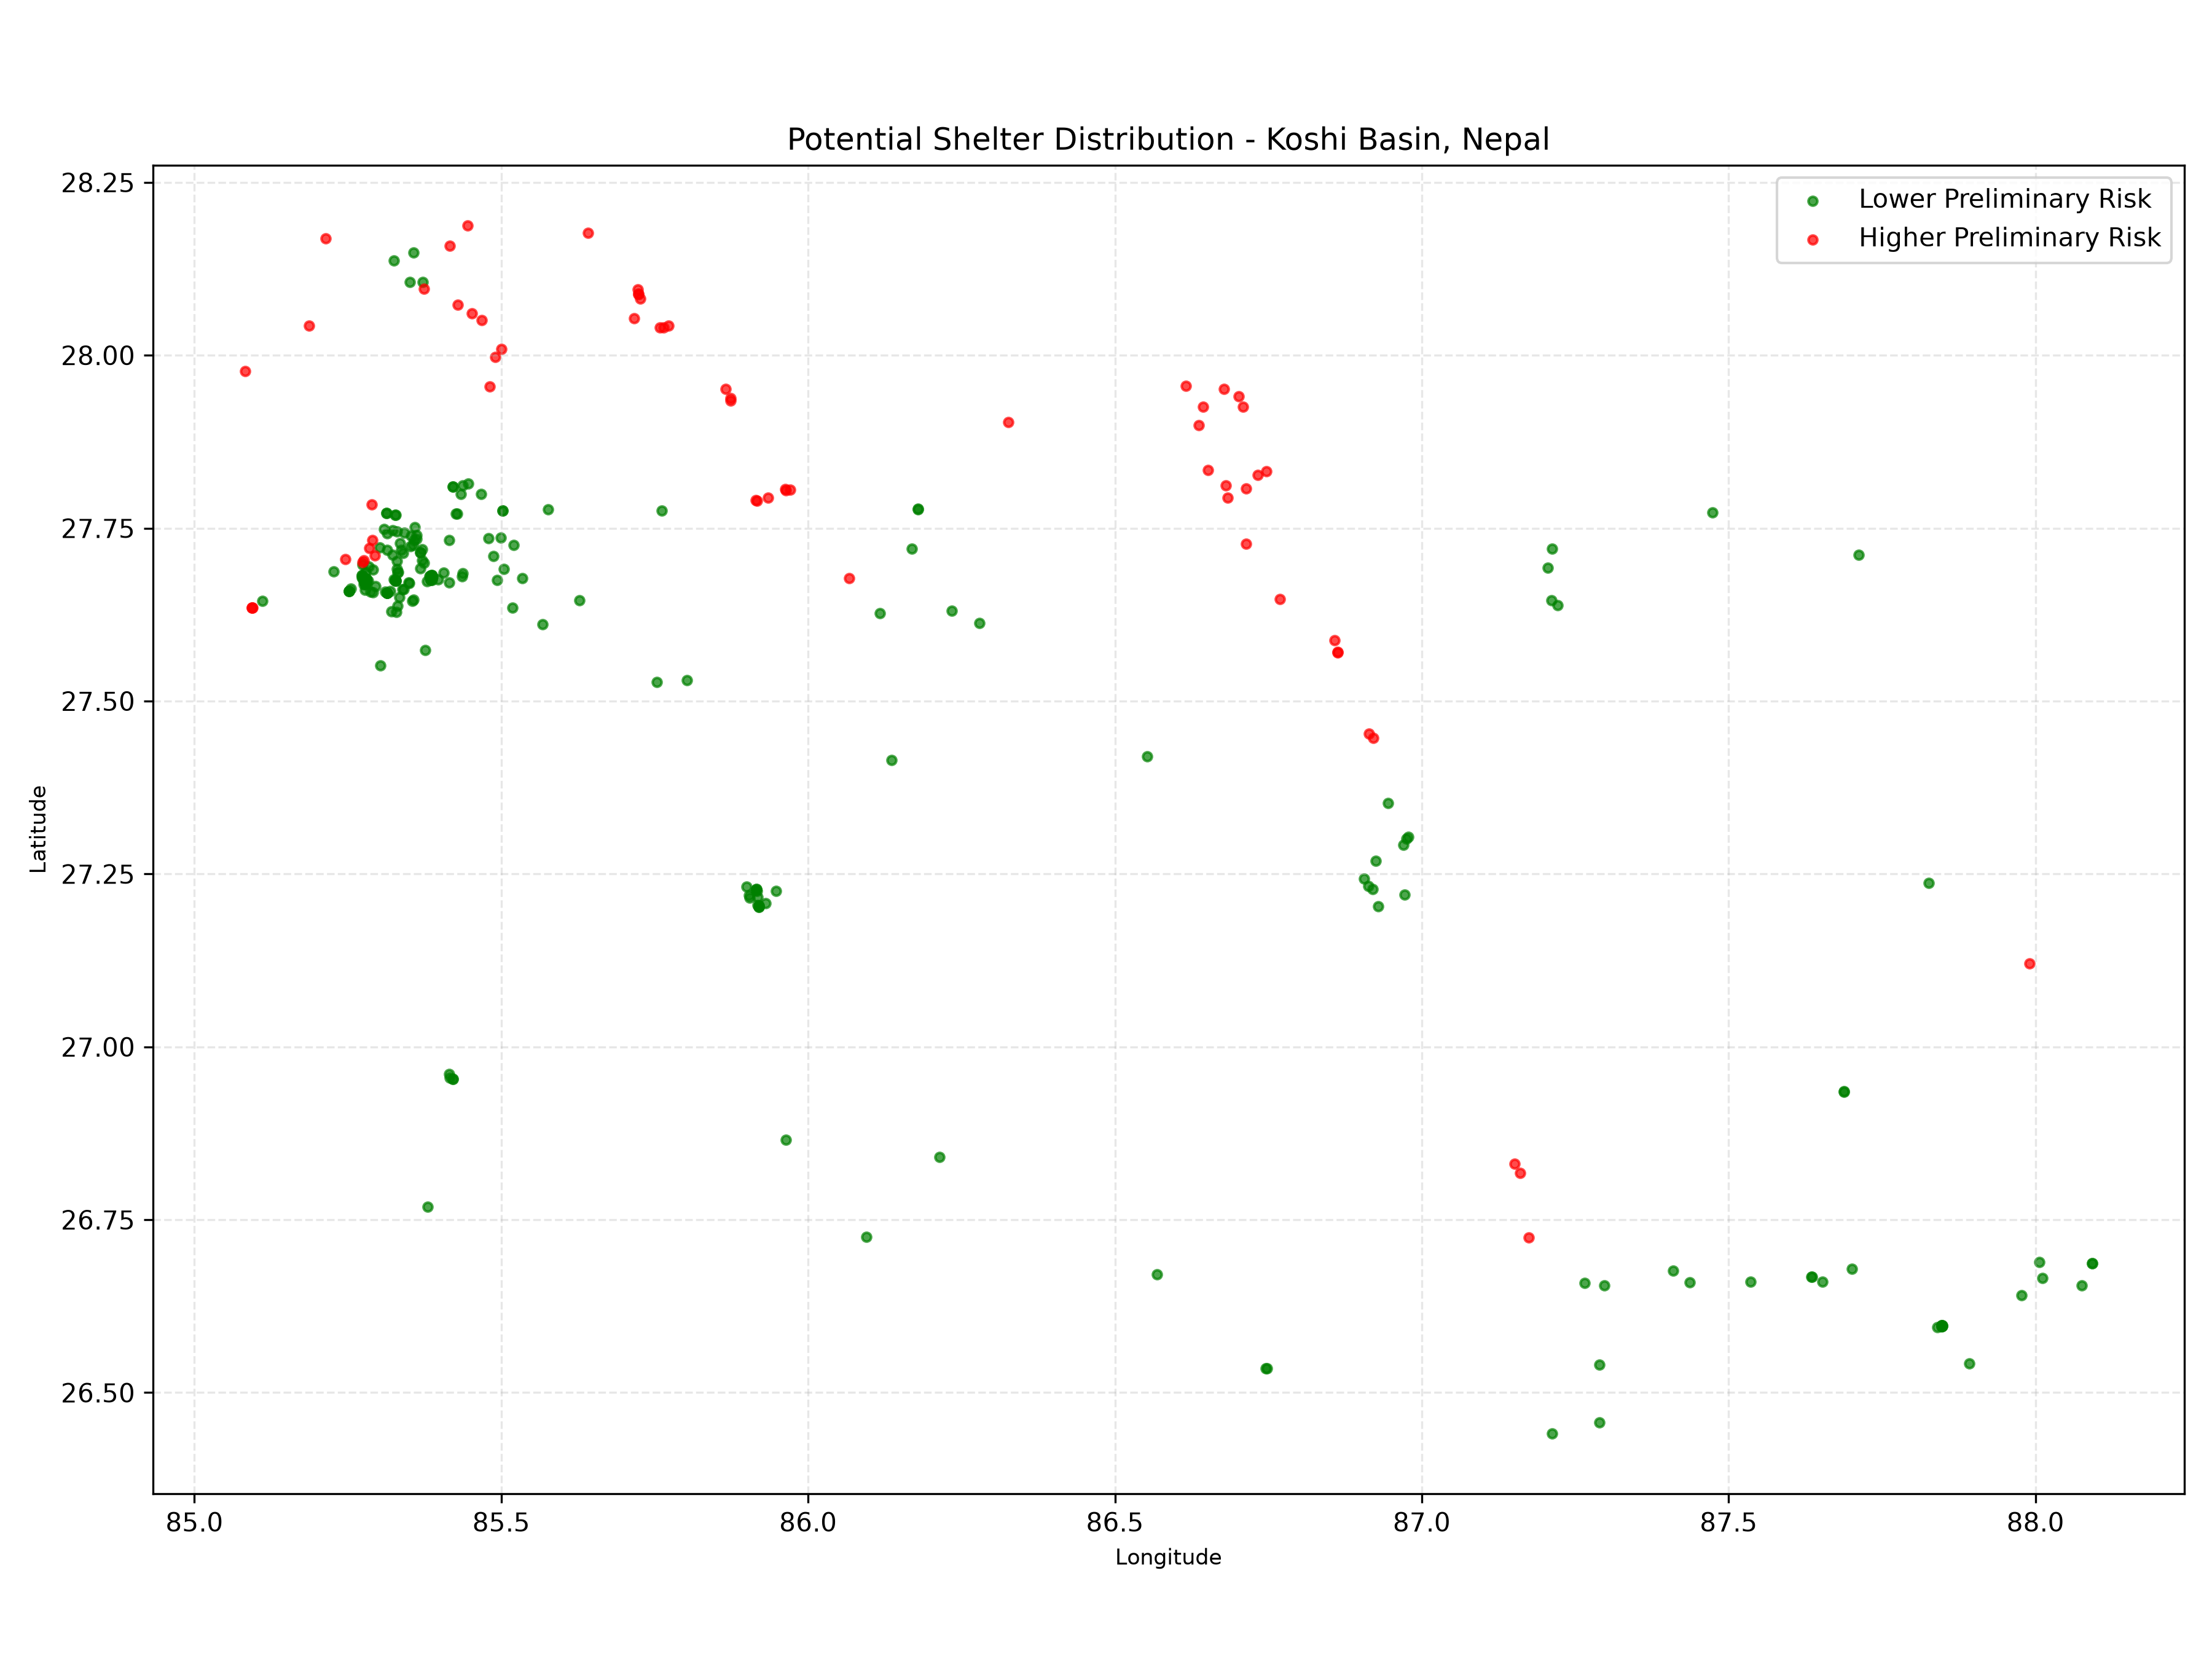 Potential Shelter Distribution - Koshi Basin, Nepal
Lower Preliminary Risk
Higher Preliminary Risk
28.25
28.00
27.75
27.50
27.25
27.00
26.75
26.50
Latitude
85.0 85.5 86.0 86.5 87.0 87.5 88.0
Longitude